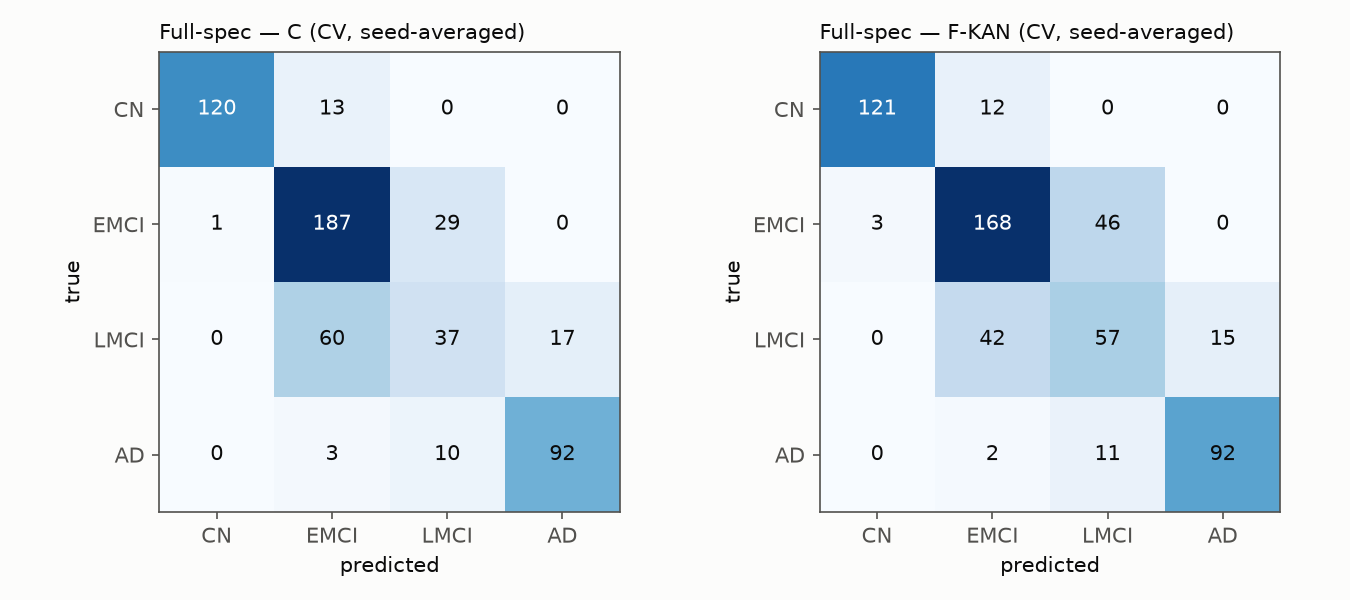 Full-spec — C (CV, seed-averaged)
true
CN 120 13 0 0
EMCI 1 187 29 0
LMCI 0 60 37 17
AD 0 3 10 92
CN EMCI LMCI AD
predicted
Full-spec — F-KAN (CV, seed-averaged)
true
CN 121 12 0 0
EMCI 3 168 46 0
LMCI 0 42 57 15
AD 0 2 11 92
CN EMCI LMCI AD
predicted